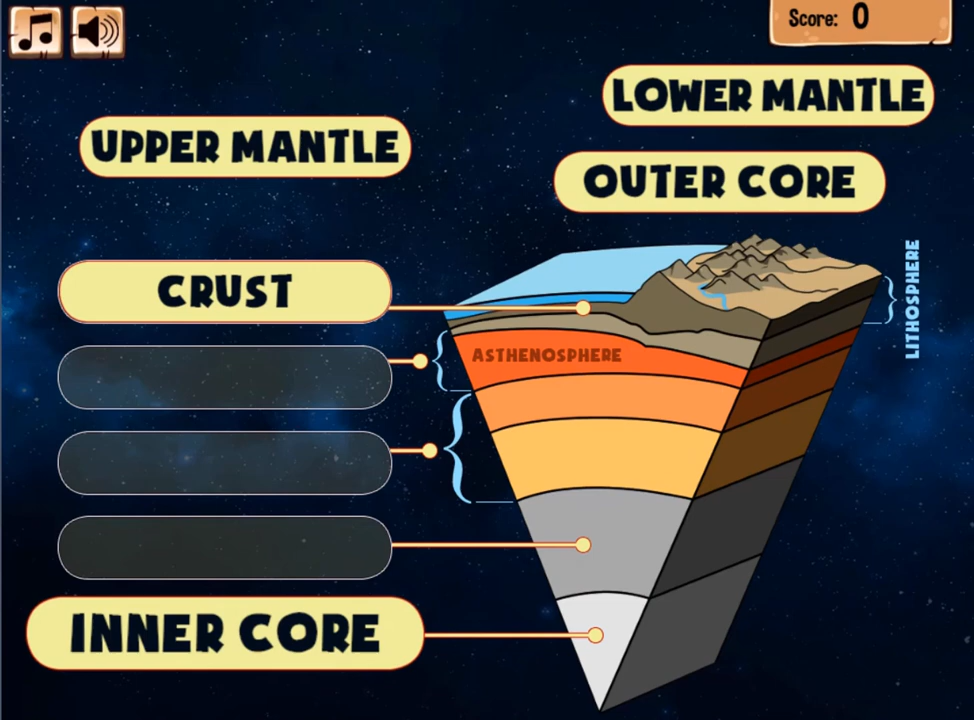 Score: 0
LOWER MANTLE
UPPER MANTLE
OUTER CORE
LITHOSPHERE
CRUST
ASTHENOSPHERE
INNER CORE